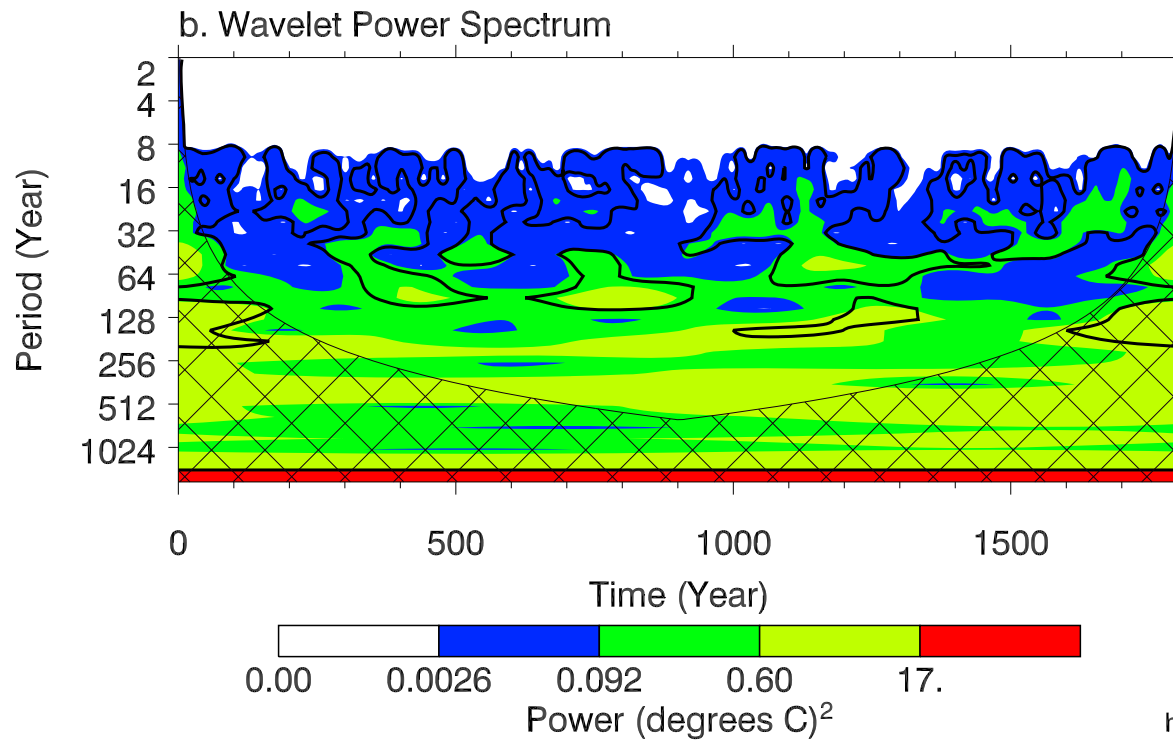 b. Wavelet Power Spectrum
2
4
8
16
32
64
128
256
512
1024
Period (Year)
0 500 1000 1500
Time (Year)
0.00 0.0026 0.092 0.60 17.
Power (degrees C)²
h